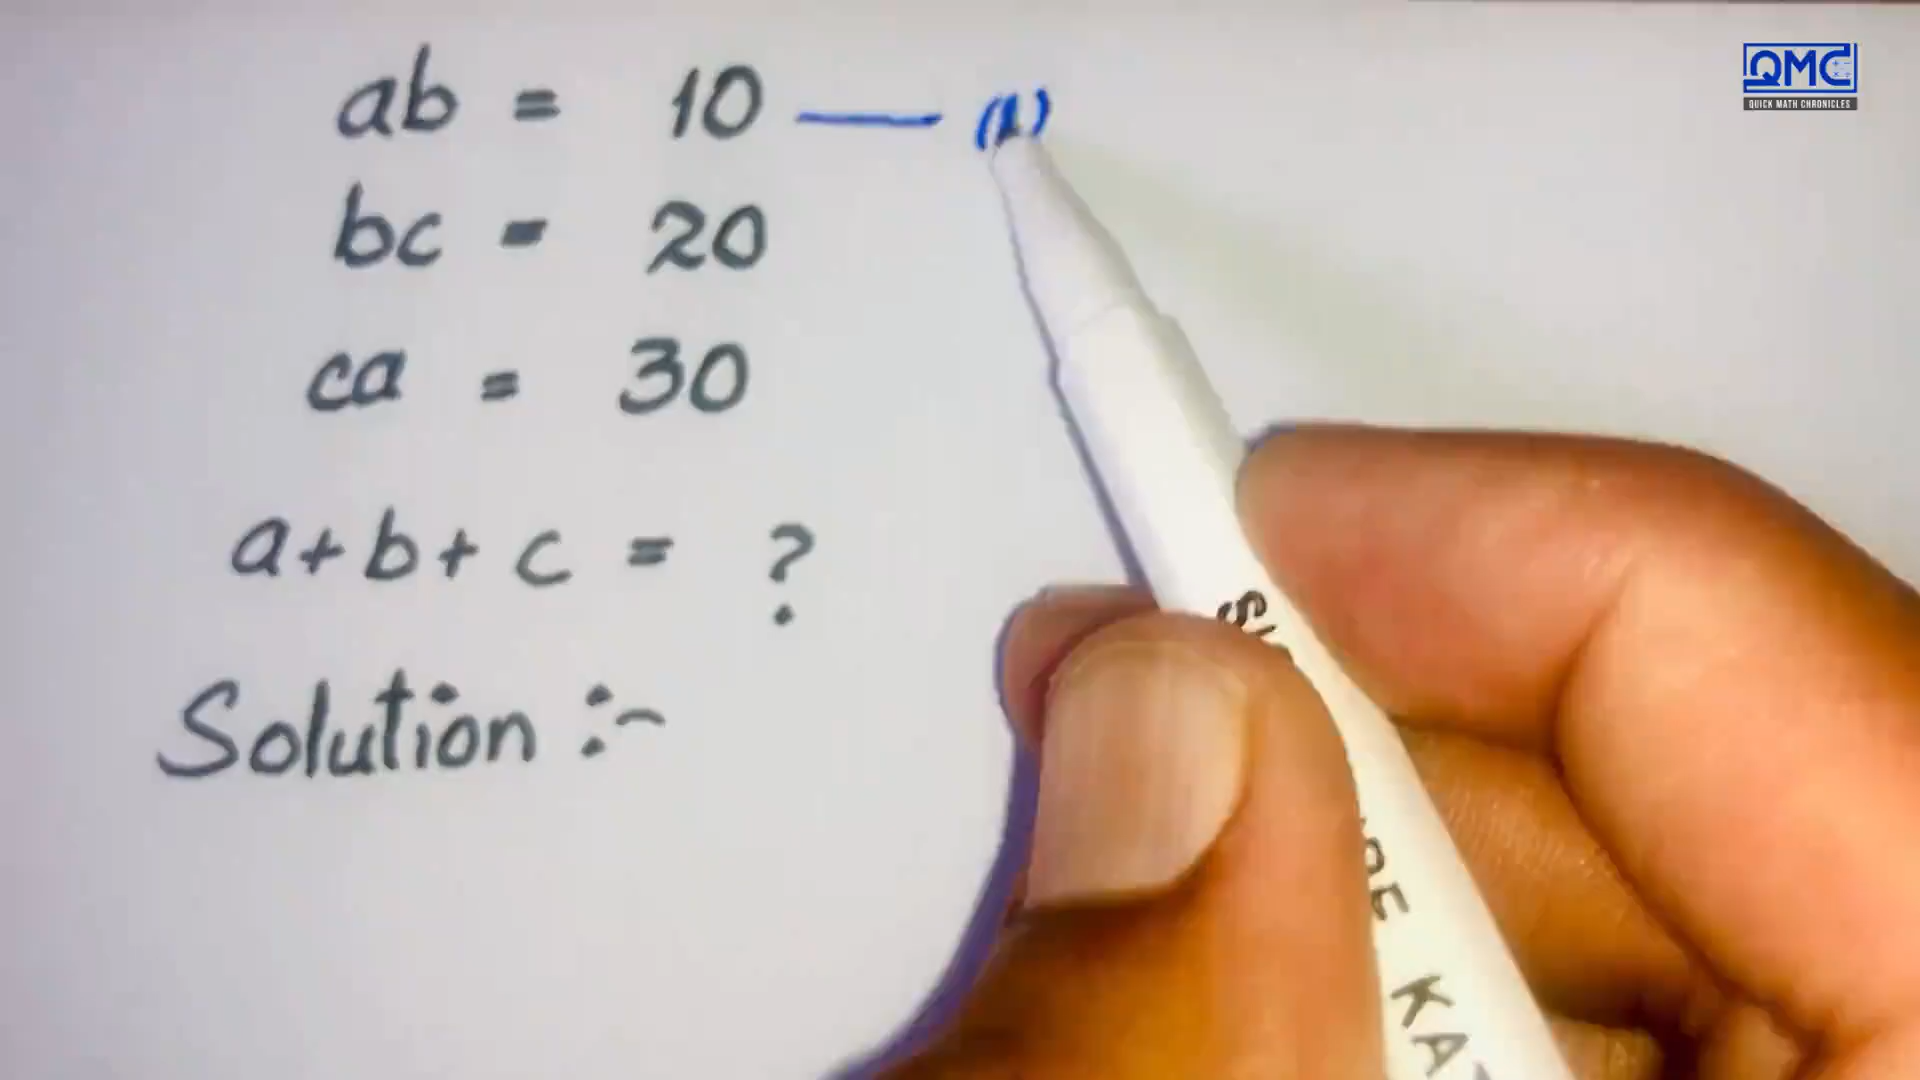 QMC
QUICK MATH CHRONICLES
ab = 10 — (1)
bc = 20
ca = 30
a+b+c = ?
Solution :-